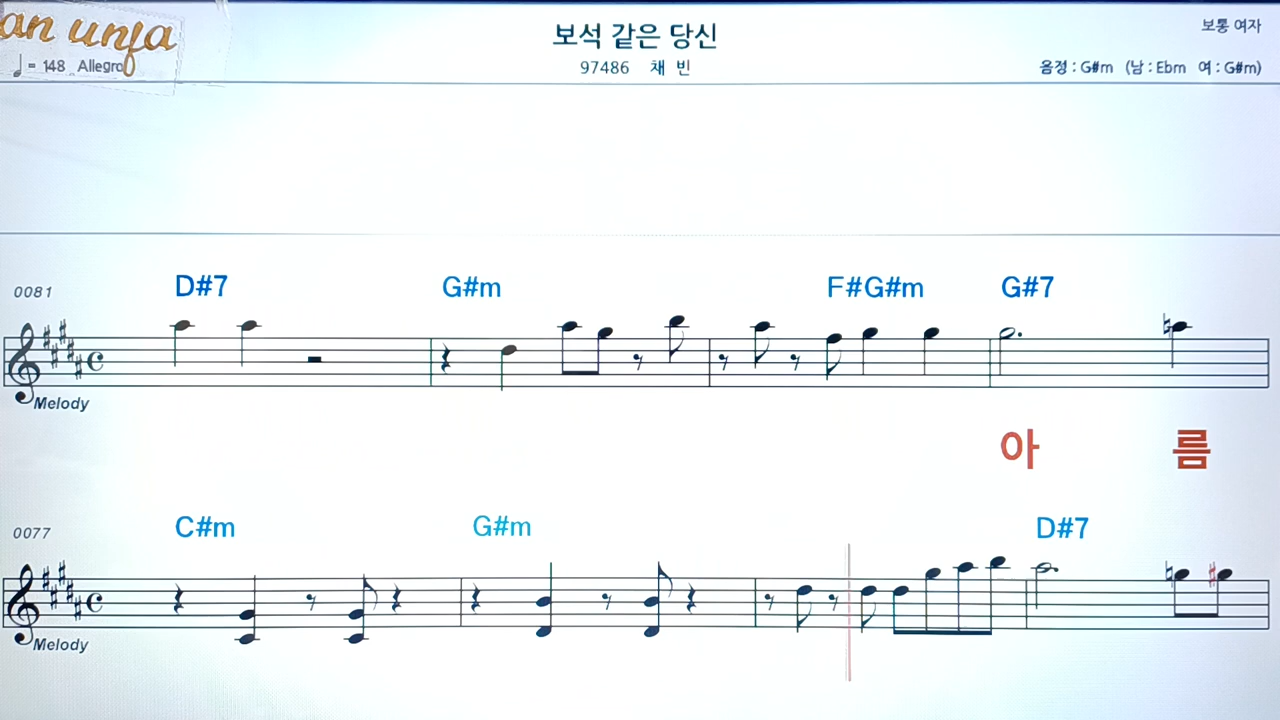 an unja
보석 같은 당신
보통 여자
♩= 148 Allegro
97486 채 빈
음정 : G#m (남 : Ebm 여 : G#m)
0081
D#7 G#m F#G#m G#7
Melody
아 름
0077
C#m G#m D#7
Melody